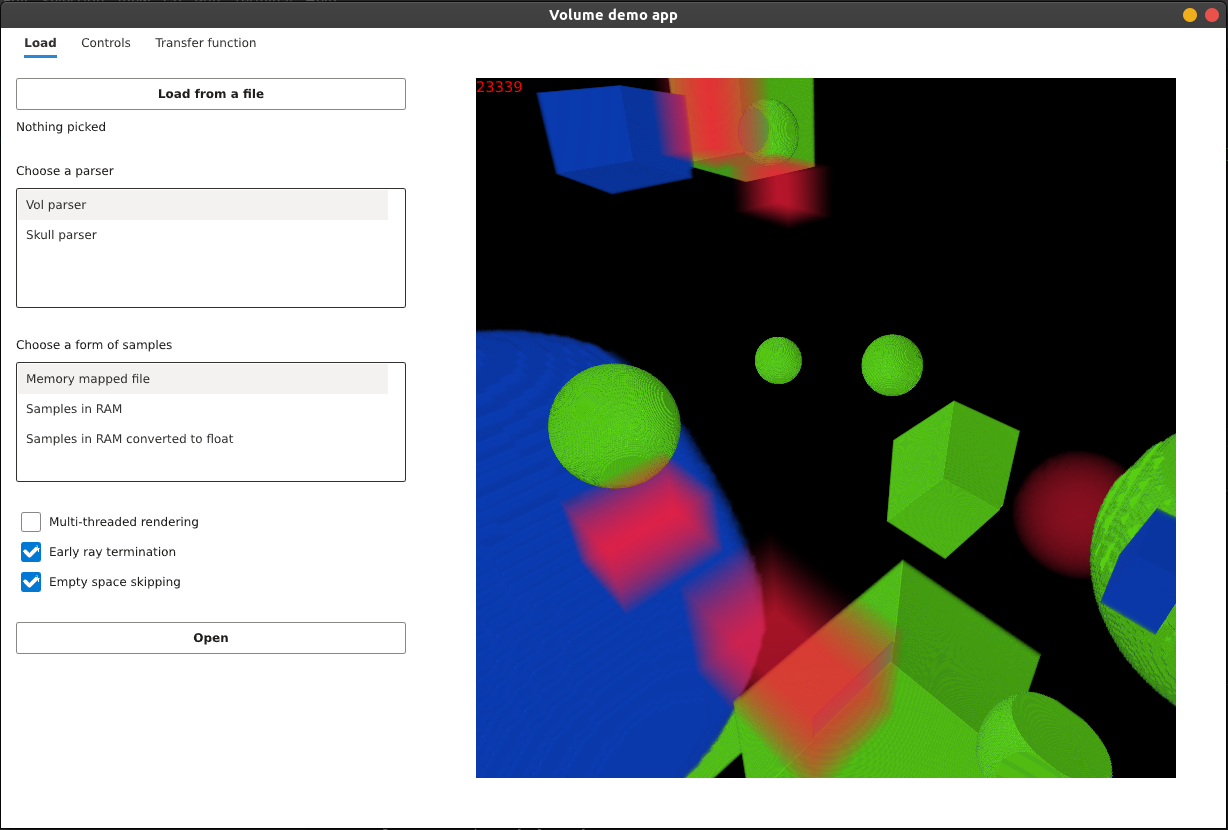 Volume demo app
Load Controls Transfer function
Load from a file
23339
Nothing picked
Choose a parser
Vol parser
Skull parser
Choose a form of samples
Memory mapped file
Samples in RAM
Samples in RAM converted to float
Multi-threaded rendering
Early ray termination
Empty space skipping
Open